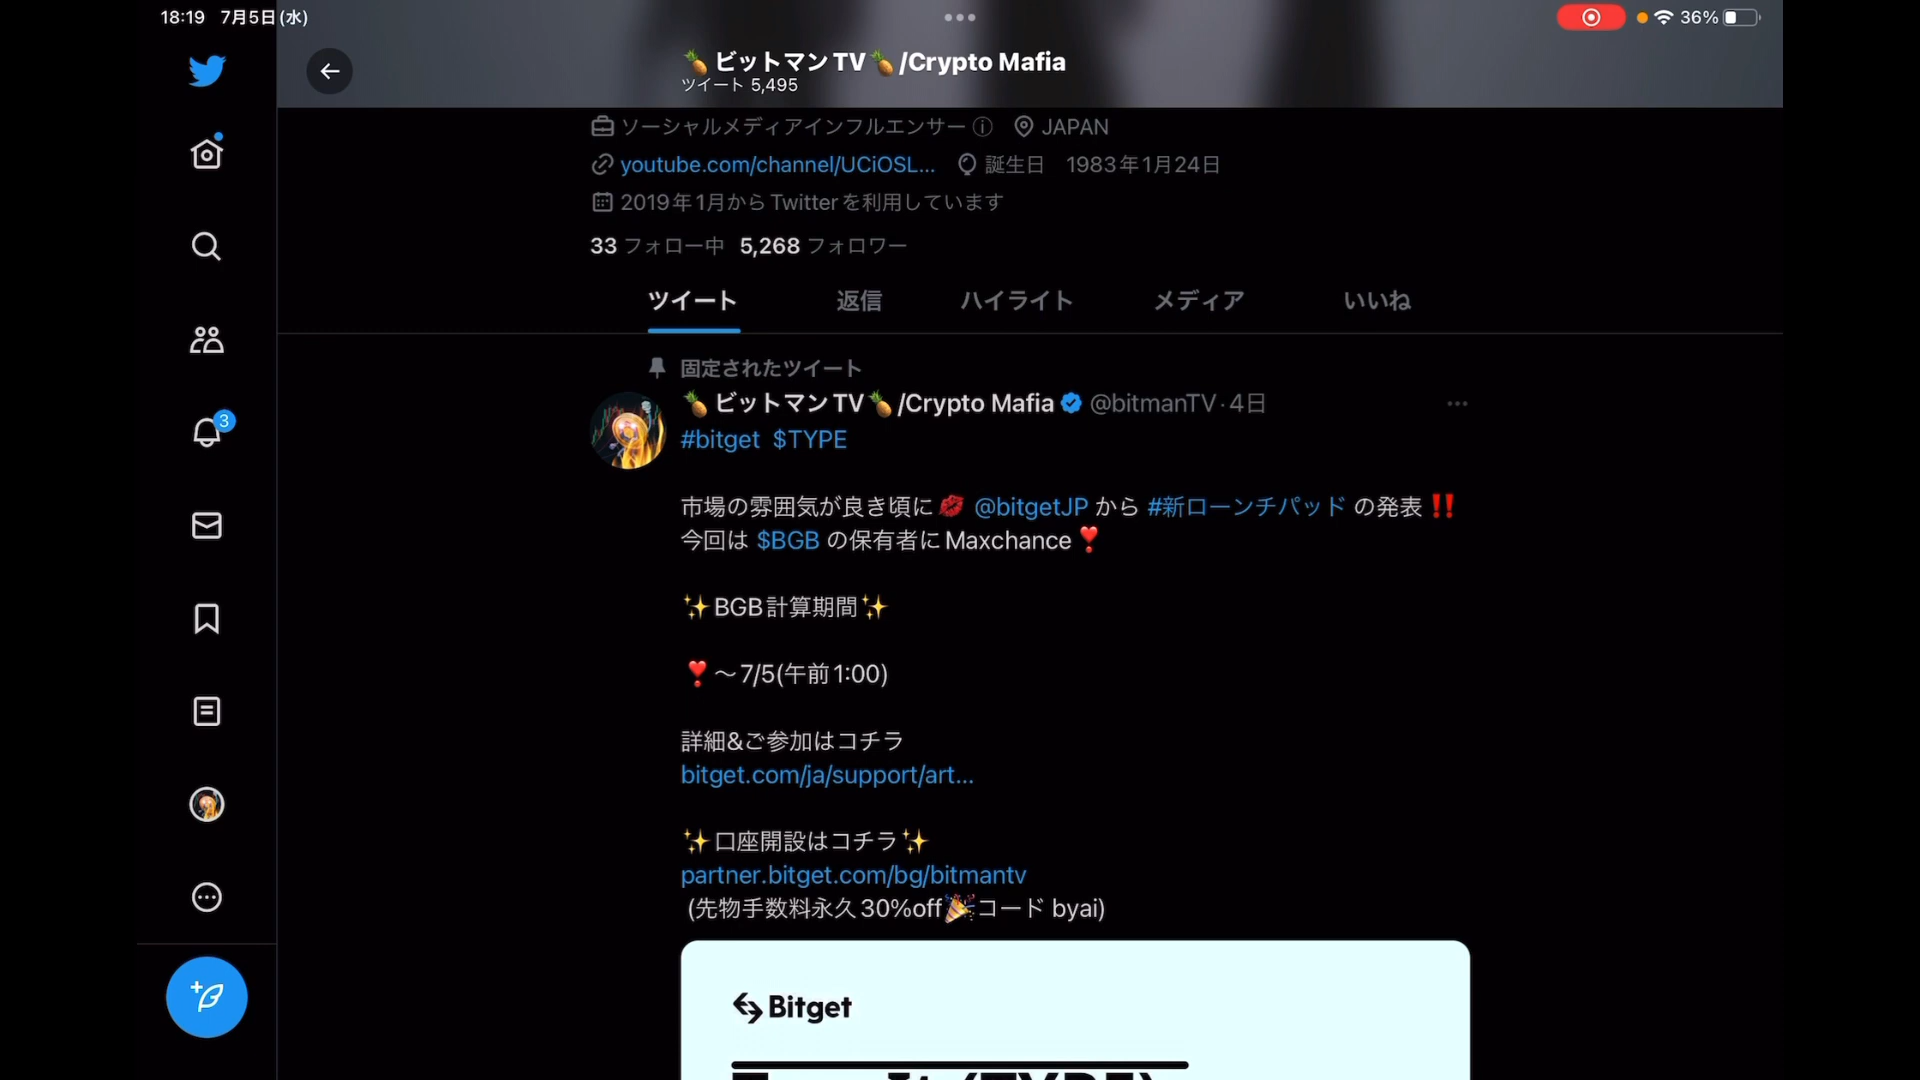 18:19 7月5日(水)
36%
🍍ビットマンTV🍍/Crypto Mafia
ツイート 5,495
ソーシャルメディアインフルエンサー ⓘ JAPAN
youtube.com/channel/UCiOSL... 誕生日 1983年1月24日
2019年1月からTwitterを利用しています
33 フォロー中 5,268 フォロワー
ツイート 返信 ハイライト メディア いいね
固定されたツイート
🍍ビットマンTV🍍/Crypto Mafia @bitmanTV·4日
#bitget $TYPE
市場の雰囲気が良き頃に💋 @bitgetJP から #新ローンチパッド の発表‼️
今回は $BGB の保有者にMaxchance❣️
✨BGB計算期間✨
❣️〜7/5(午前1:00)
詳細&ご参加はコチラ
bitget.com/ja/support/art...
✨口座開設はコチラ✨
partner.bitget.com/bg/bitmantv
(先物手数料永久30%off🎉コード byai)
3
Bitget